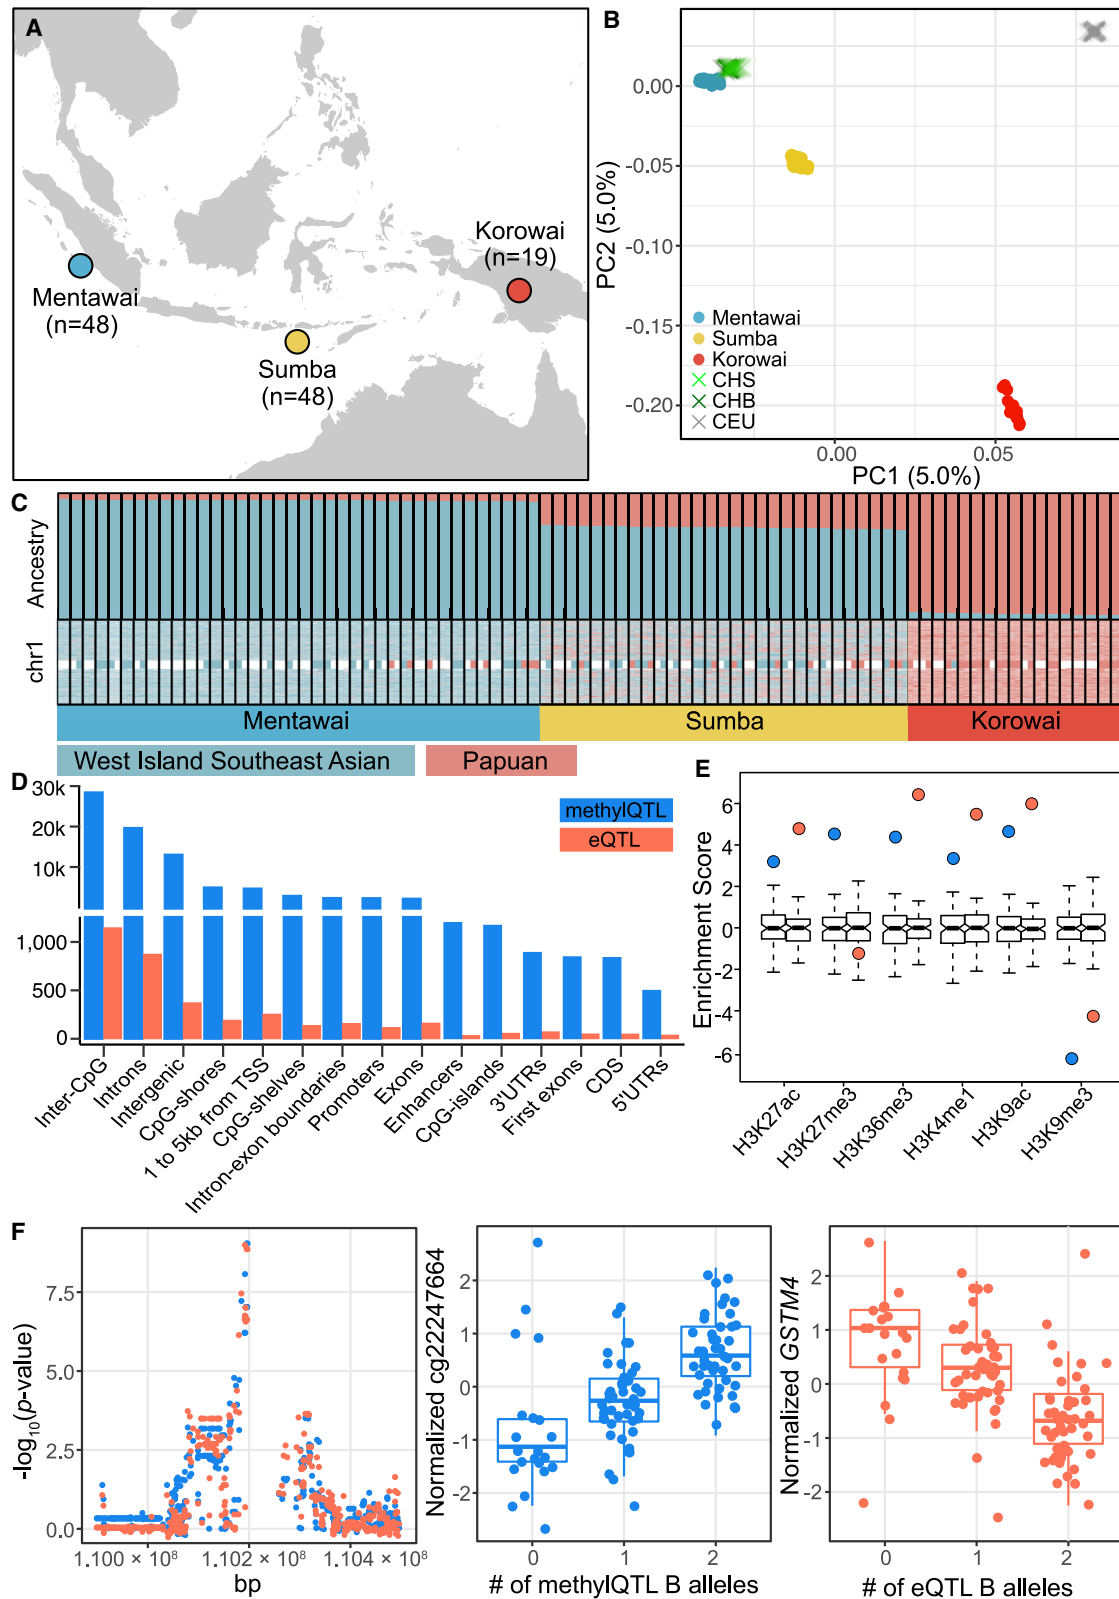 A
Korowai
(n=19)
Mentawai
(n=48)
Sumba
(n=48)
B
PC2 (5.0%)
0.00
-0.05
-0.10
-0.15
-0.20
Mentawai
Sumba
Korowai
CHS
CHB
CEU
0.00
0.05
PC1 (5.0%)
C
Ancestry
chr1
Mentawai
Sumba
Korowai
West Island Southeast Asian
Papuan
D
30k
20k
10k
1,000
500
0
methylQTL
eQTL
Inter-CpG
Introns
Intergenic
CpG-shores
1 to 5kb from TSS
CpG-shelves
Intron-exon boundaries
Promoters
Exons
Enhancers
CpG-islands
3'UTRs
First exons
CDS
5'UTRs
E
Enrichment Score
6
4
2
0
-2
-4
-6
H3K27ac
H3K27me3
H3K36me3
H3K4me1
H3K9ac
H3K9me3
F
-log₁₀(p-value)
7.5
5.0
2.5
0.0
1.100 × 10⁸
1.102 × 10⁸
1.104 × 10⁸
bp
Normalized cg222247664
2
1
0
-1
-2
0
1
2
# of methylQTL B alleles
Normalized GSTM4
2
1
0
-1
-2
0
1
2
# of eQTL B alleles